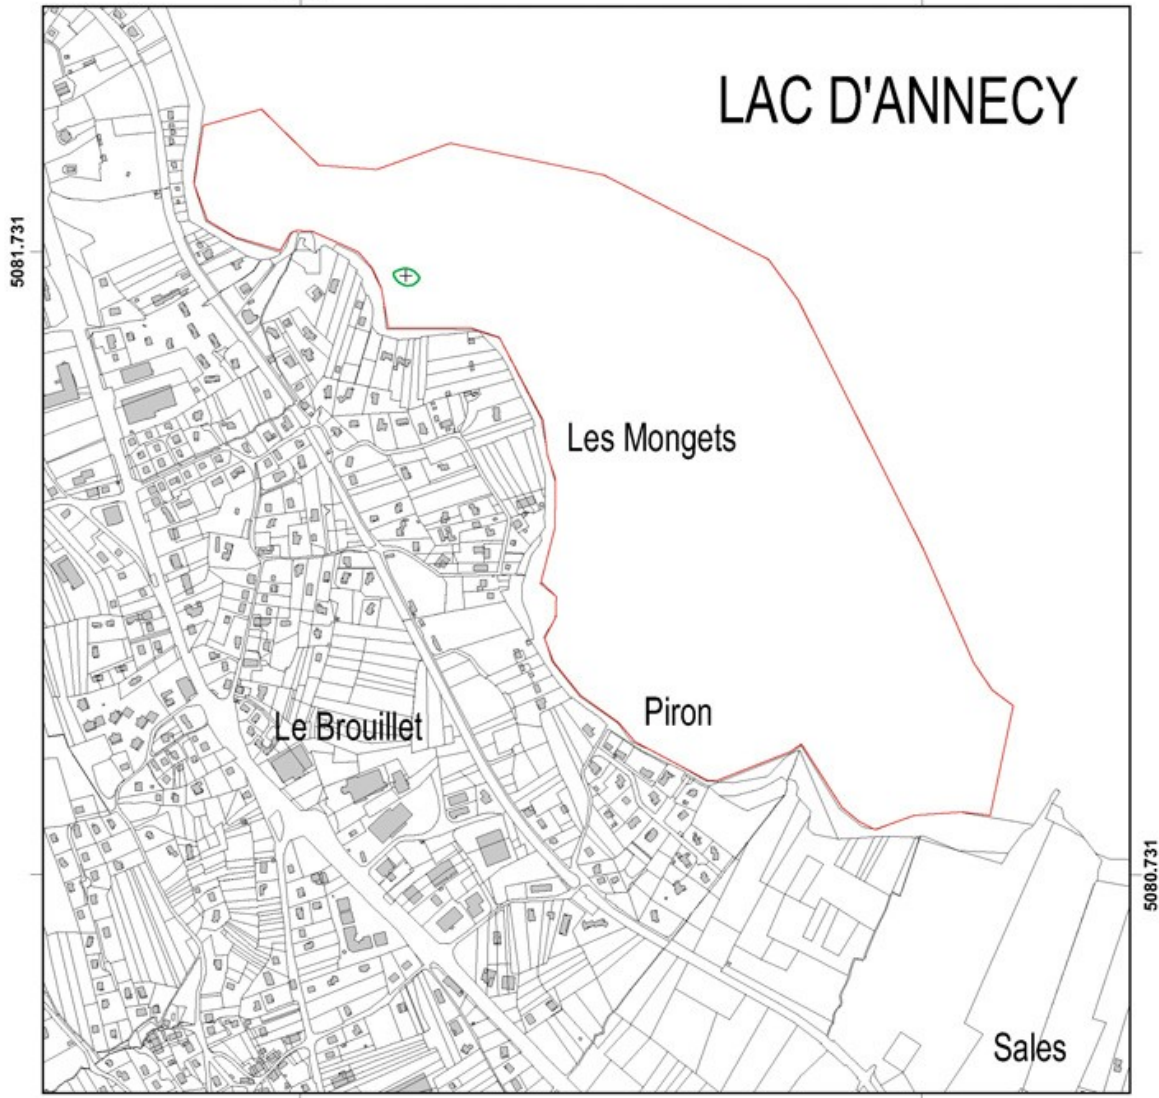 LAC D'ANNECY
5081.731
Les Mongets
Piron
Le Brouillet
5080.731
Sales